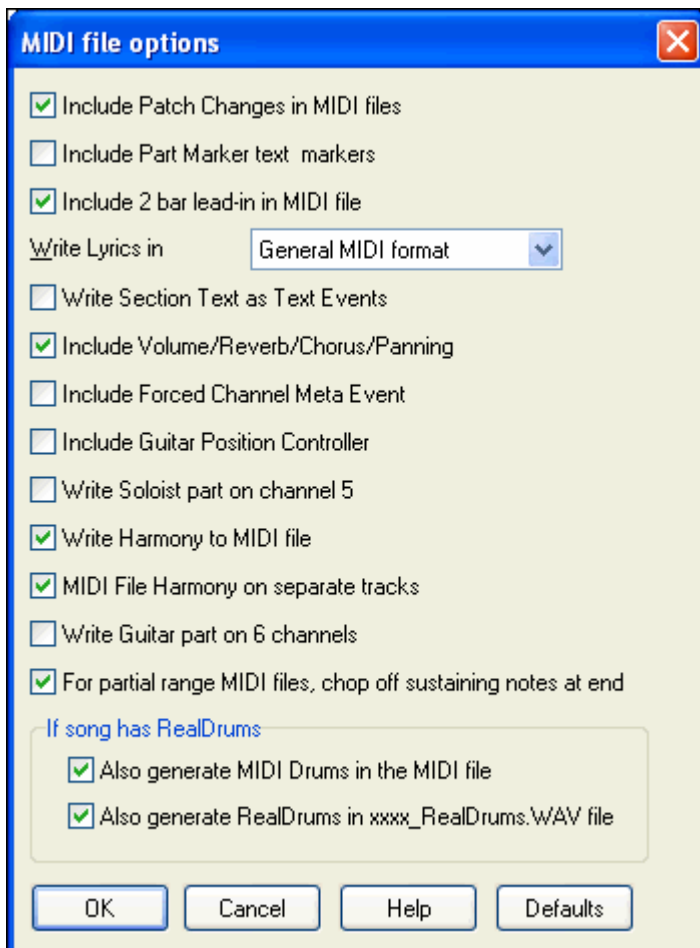 MIDI file options
Include Patch Changes in MIDI files
Include Part Marker text markers
Include 2 bar lead-in in MIDI file
Write Lyrics in General MIDI format
Write Section Text as Text Events
Include Volume/Reverb/Chorus/Panning
Include Forced Channel Meta Event
Include Guitar Position Controller
Write Soloist part on channel 5
Write Harmony to MIDI file
MIDI File Harmony on separate tracks
Write Guitar part on 6 channels
For partial range MIDI files, chop off sustaining notes at end
If song has RealDrums
Also generate MIDI Drums in the MIDI file
Also generate RealDrums in xxxx_RealDrums.WAV file
OK Cancel Help Defaults